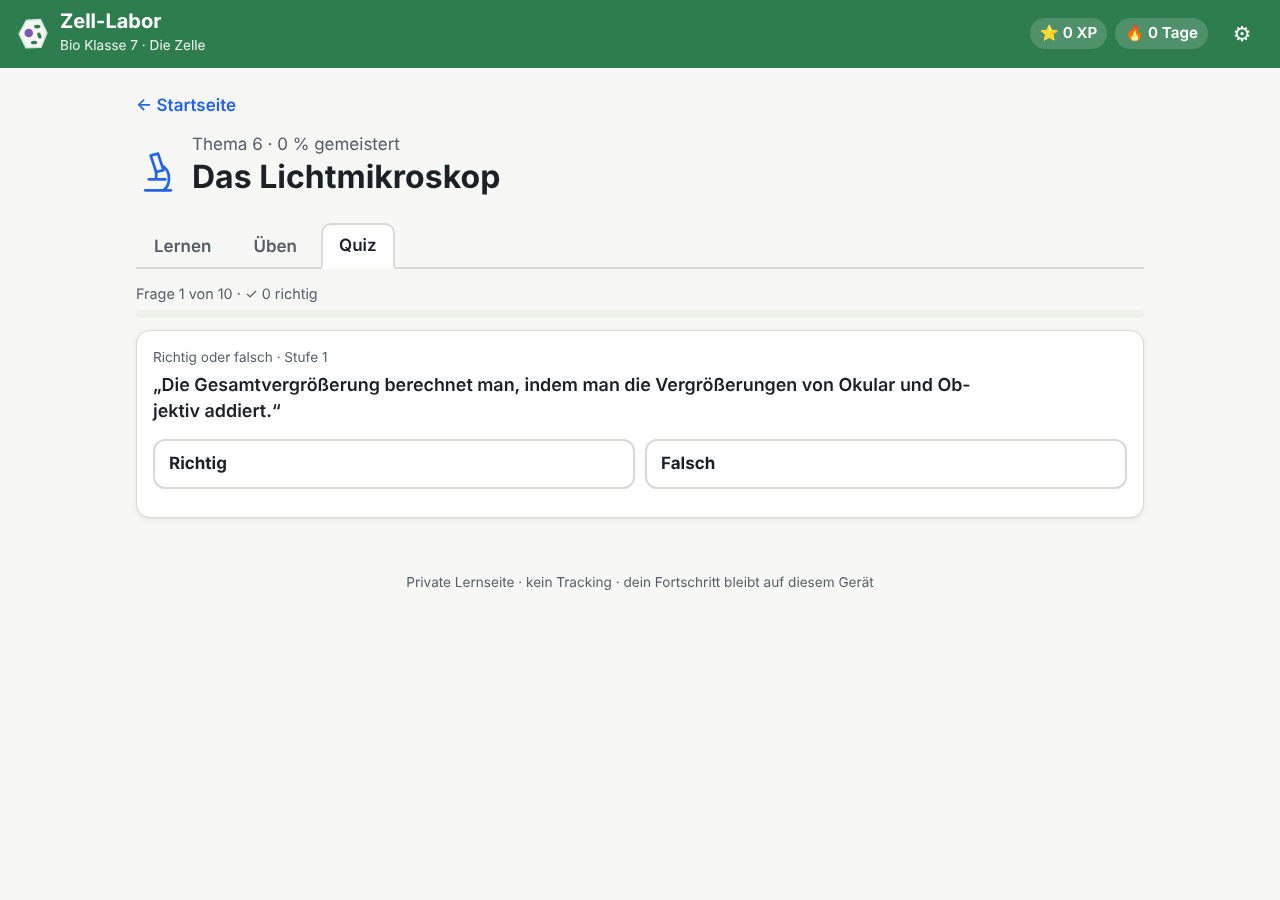 Zell-Labor
Bio Klasse 7 · Die Zelle
⭐ 0 XP
🔥 0 Tage
← Startseite
Thema 6 · 0 % gemeistert
Das Lichtmikroskop
Lernen
Üben
Quiz
Frage 1 von 10 · ✓ 0 richtig
Richtig oder falsch · Stufe 1
„Die Gesamtvergrößerung berechnet man, indem man die Vergrößerungen von Okular und Ob-
jektiv addiert.“
Richtig
Falsch
Private Lernseite · kein Tracking · dein Fortschritt bleibt auf diesem Gerät